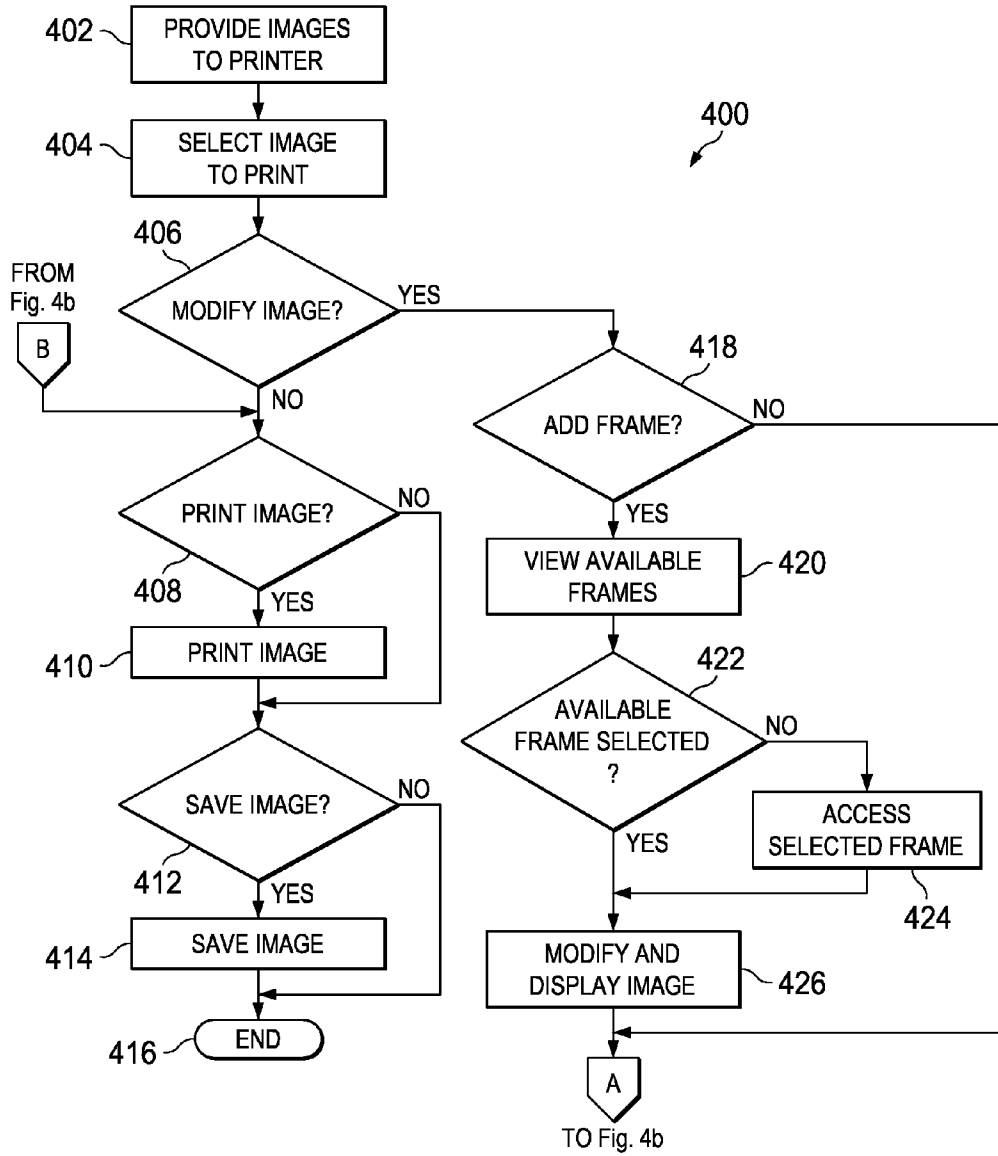 402
PROVIDE IMAGES
TO PRINTER
400
404
SELECT IMAGE
TO PRINT
406
FROM
Fig. 4b
B
MODIFY IMAGE?
YES
NO
418
ADD FRAME?
NO
YES
PRINT IMAGE?
NO
408
YES
VIEW AVAILABLE
FRAMES
420
410
PRINT IMAGE
422
AVAILABLE
FRAME SELECTED
?
NO
YES
SAVE IMAGE?
NO
412
YES
ACCESS
SELECTED FRAME
424
414
SAVE IMAGE
MODIFY AND
DISPLAY IMAGE
426
416
END
A
TO Fig. 4b